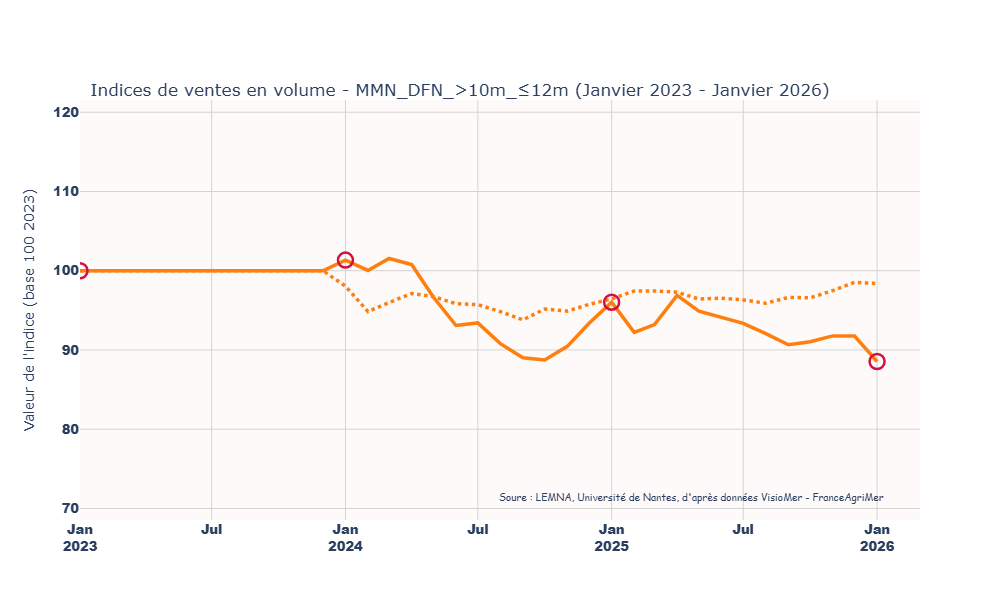 Indices de ventes en volume - MMN_DFN_>10m_≤12m (Janvier 2023 - Janvier 2026)
Valeur de l'indice (base 100 2023)
120
110
100
90
80
70
Soure : LEMNA, Université de Nantes, d'après données VisioMer - FranceAgriMer
Jan
2023
Jul
Jan
2024
Jul
Jan
2025
Jul
Jan
2026